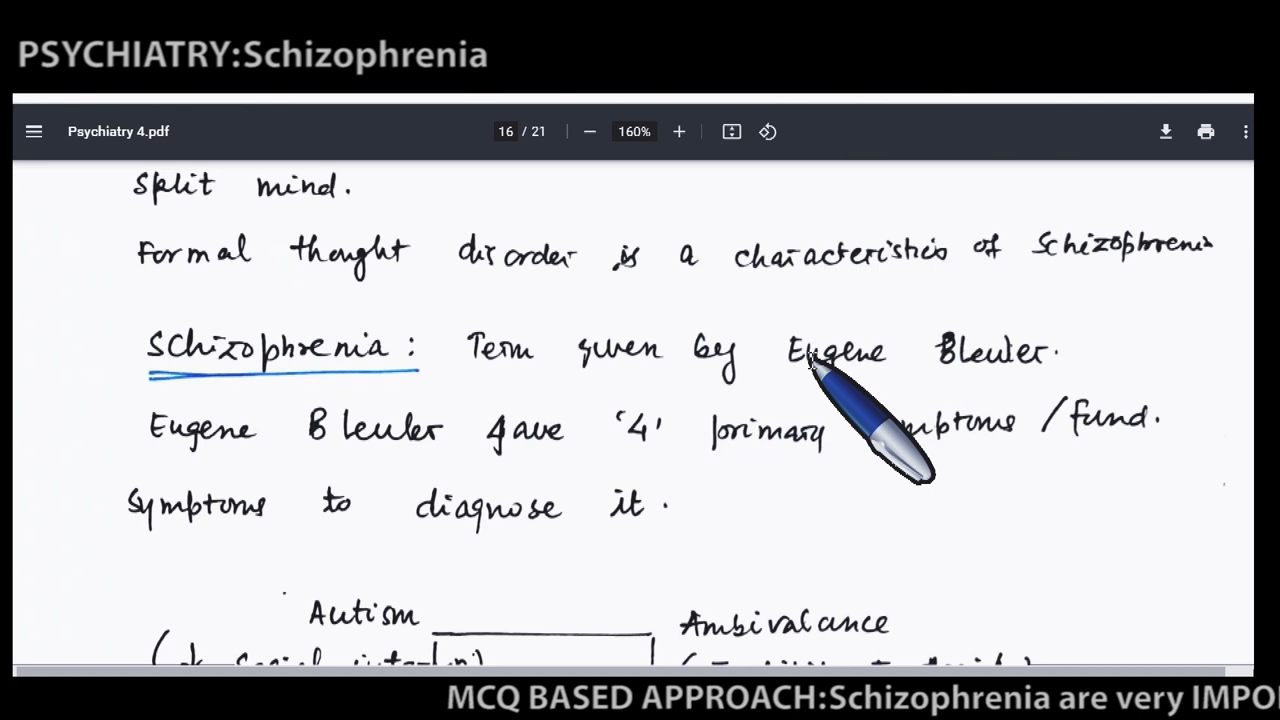 PSYCHIATRY:Schizophrenia
Psychiatry 4.pdf 16 / 21 160%
Split mind.
Formal thought disorder is a characteristics of Schizophrenia
Schizophrenia: Term given by Eugene Bleuler.
Eugene Bleuler gave '4' primary /fund.
symptoms to diagnose it.
Autism Ambivalance
MCQ BASED APPROACH:Schizophrenia are very IMPO